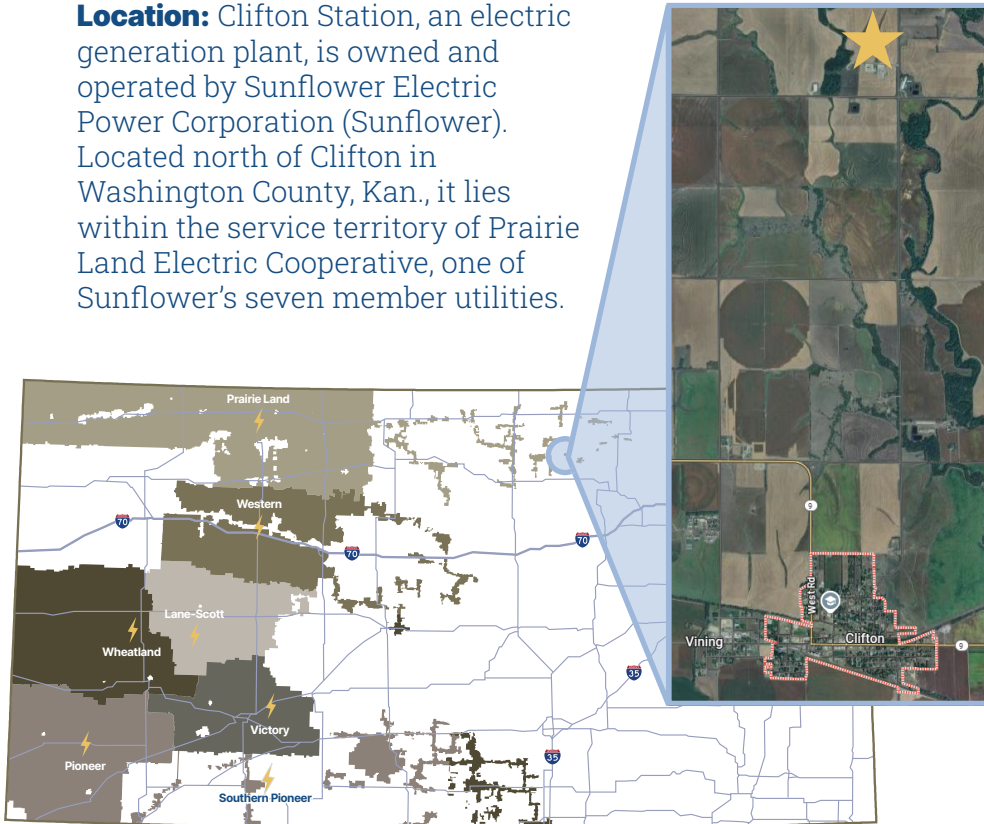 Location: Clifton Station, an electric
generation plant, is owned and
operated by Sunflower Electric
Power Corporation (Sunflower).
Located north of Clifton in
Washington County, Kan., it lies
within the service territory of Prairie
Land Electric Cooperative, one of
Sunflower’s seven member utilities.
Prairie Land
Western
70
70
70
Lane-Scott
Wheatland
Victory
Pioneer
Southern Pioneer
35
35
9
West Rd
Vining
Clifton
9